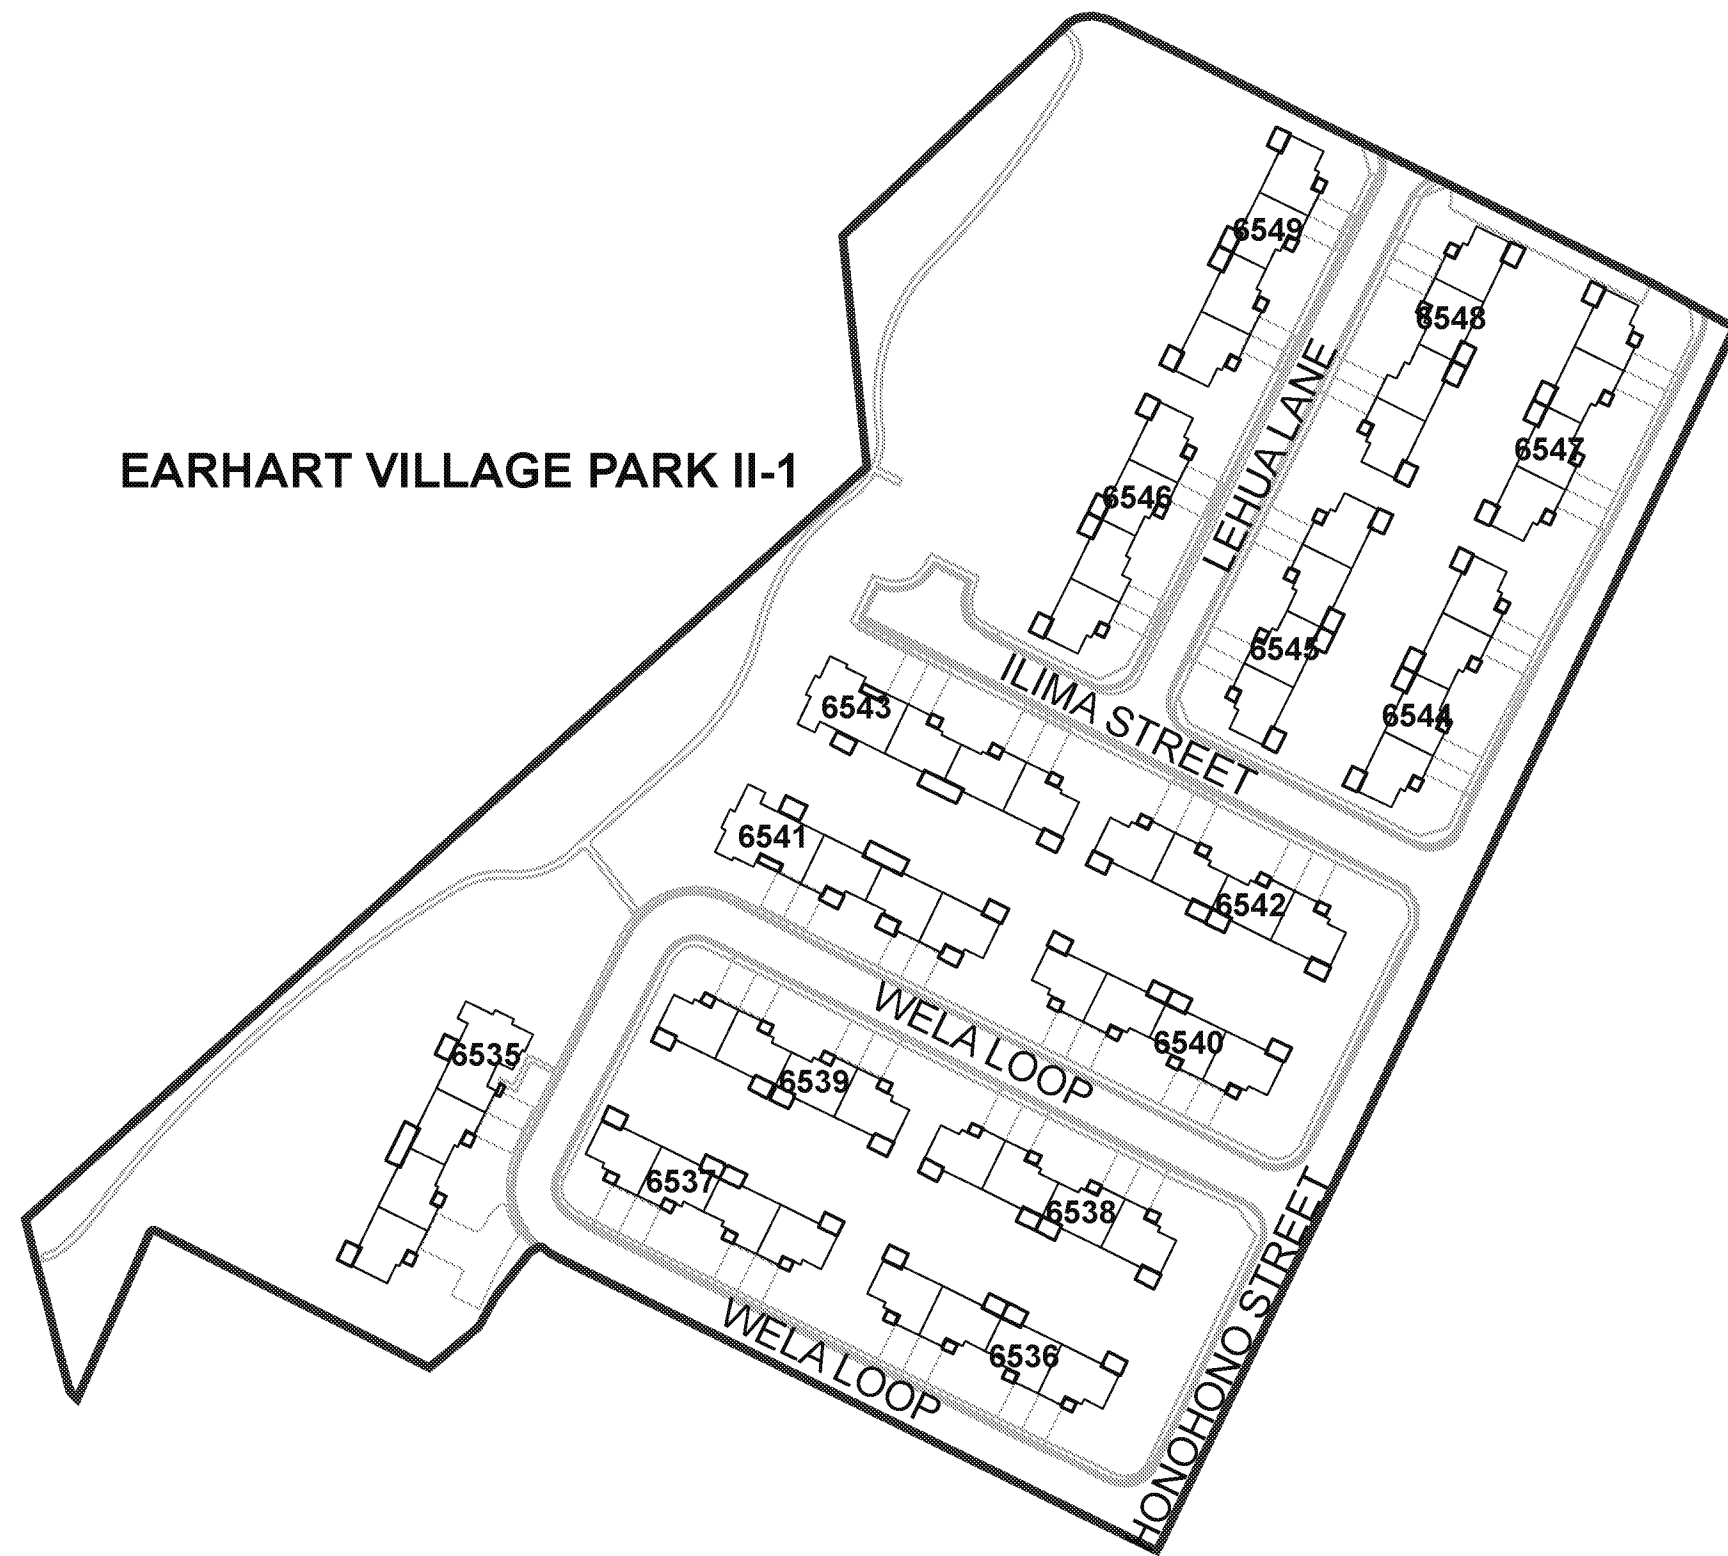 6549
6548
6547
LEHUA LANE
EARHART VILLAGE PARK II-1
6546
6545
6544
ILIMA STREET
6543
6541
6542
6540
WELA LOOP
6535
6539
6537
6538
6536
WELA LOOP
HONOHONO STREET